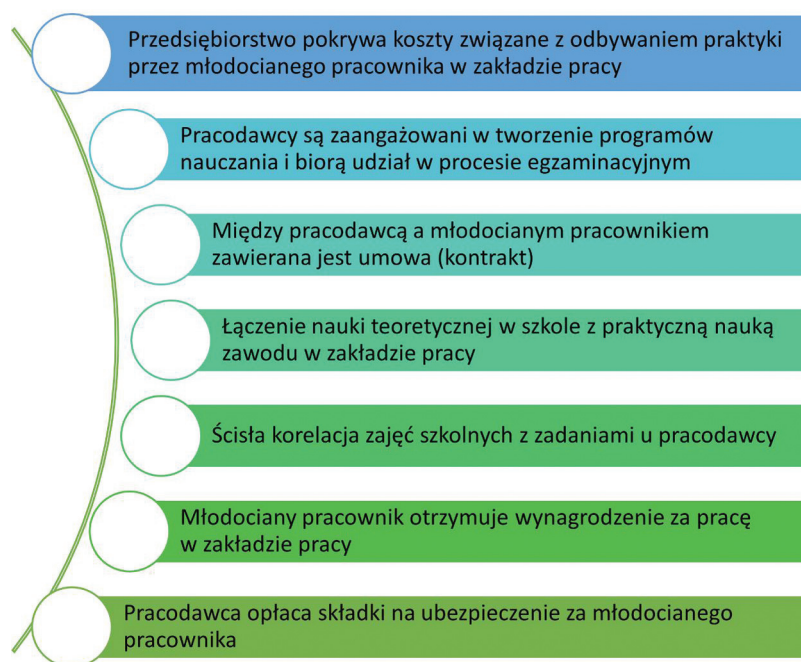 Przedsiębiorstwo pokrywa koszty związane z odbywaniem praktyki
przez młodocianego pracownika w zakładzie pracy
Pracodawcy są zaangażowani w tworzenie programów
nauczania i biorą udział w procesie egzaminacyjnym
Między pracodawcą a młodocianym pracownikiem
zawierana jest umowa (kontrakt)
Łączenie nauki teoretycznej w szkole z praktyczną nauką
zawodu w zakładzie pracy
Ścisła korelacja zajęć szkolnych z zadaniami u pracodawcy
Młodociany pracownik otrzymuje wynagrodzenie za pracę
w zakładzie pracy
Pracodawca opłaca składki na ubezpieczenie za młodocianego
pracownika